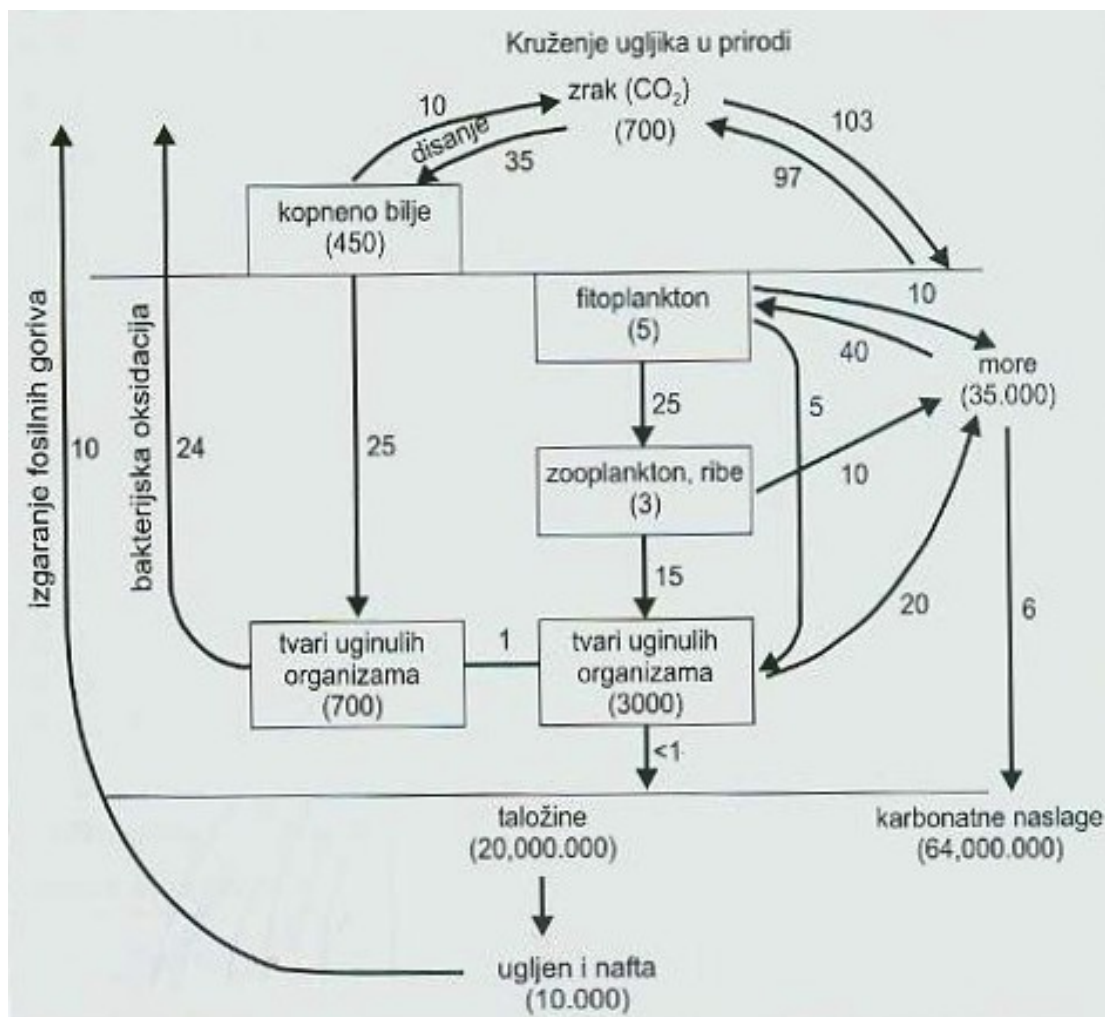 Kruženje ugljika u prirodi
zrak (CO₂)
(700)
10
disanje
35
103
97
kopneno bilje
(450)
fitoplankton
(5)
10
40
more
(35.000)
izgaranje fosilnih goriva
10
bakterijska oksidacija
24
25
25
5
zooplankton, ribe
(3)
10
15
20
6
tvari uginulih
organizama
(700)
1
tvari uginulih
organizama
(3000)
<1
taložine
(20,000.000)
karbonatne naslage
(64,000.000)
ugljen i nafta
(10.000)